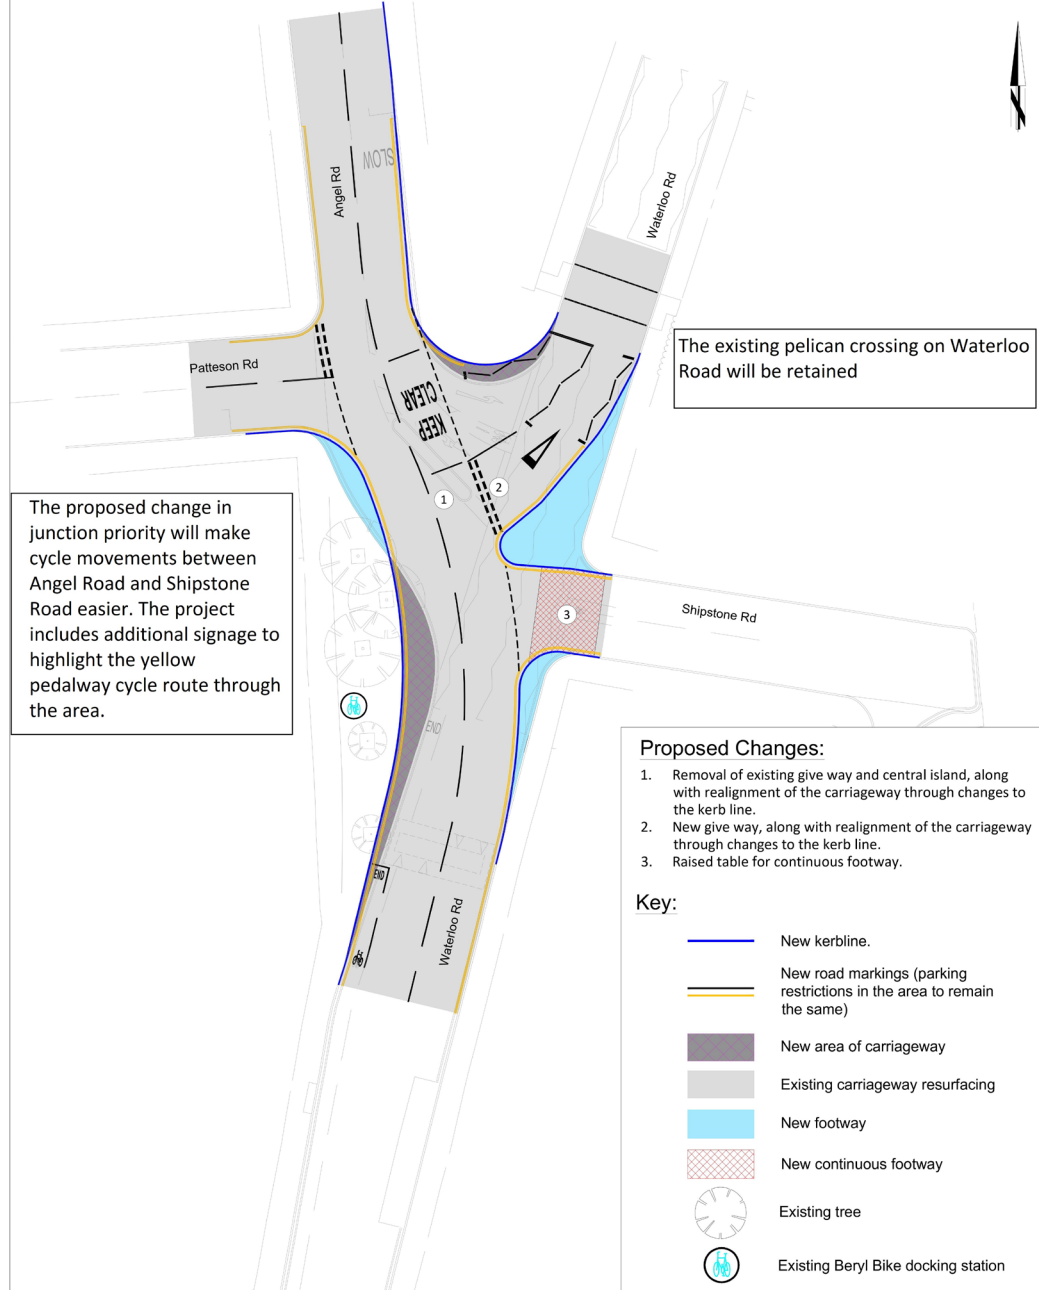 SLOW
Angel Rd
Waterloo Rd
The existing pelican crossing on Waterloo
Road will be retained
Patteson Rd
KEEP
CLEAR
1
2
The proposed change in
junction priority will make
cycle movements between
Angel Road and Shipstone
Road easier. The project
includes additional signage to
highlight the yellow
pedalway cycle route through
the area.
3
Shipstone Rd
END
END
Waterloo Rd
Proposed Changes:
1. Removal of existing give way and central island, along
with realignment of the carriageway through changes to
the kerb line.
2. New give way, along with realignment of the carriageway
through changes to the kerb line.
3. Raised table for continuous footway.
Key:
New kerbline.
New road markings (parking
restrictions in the area to remain
the same)
New area of carriageway
Existing carriageway resurfacing
New footway
New continuous footway
Existing tree
Existing Beryl Bike docking station